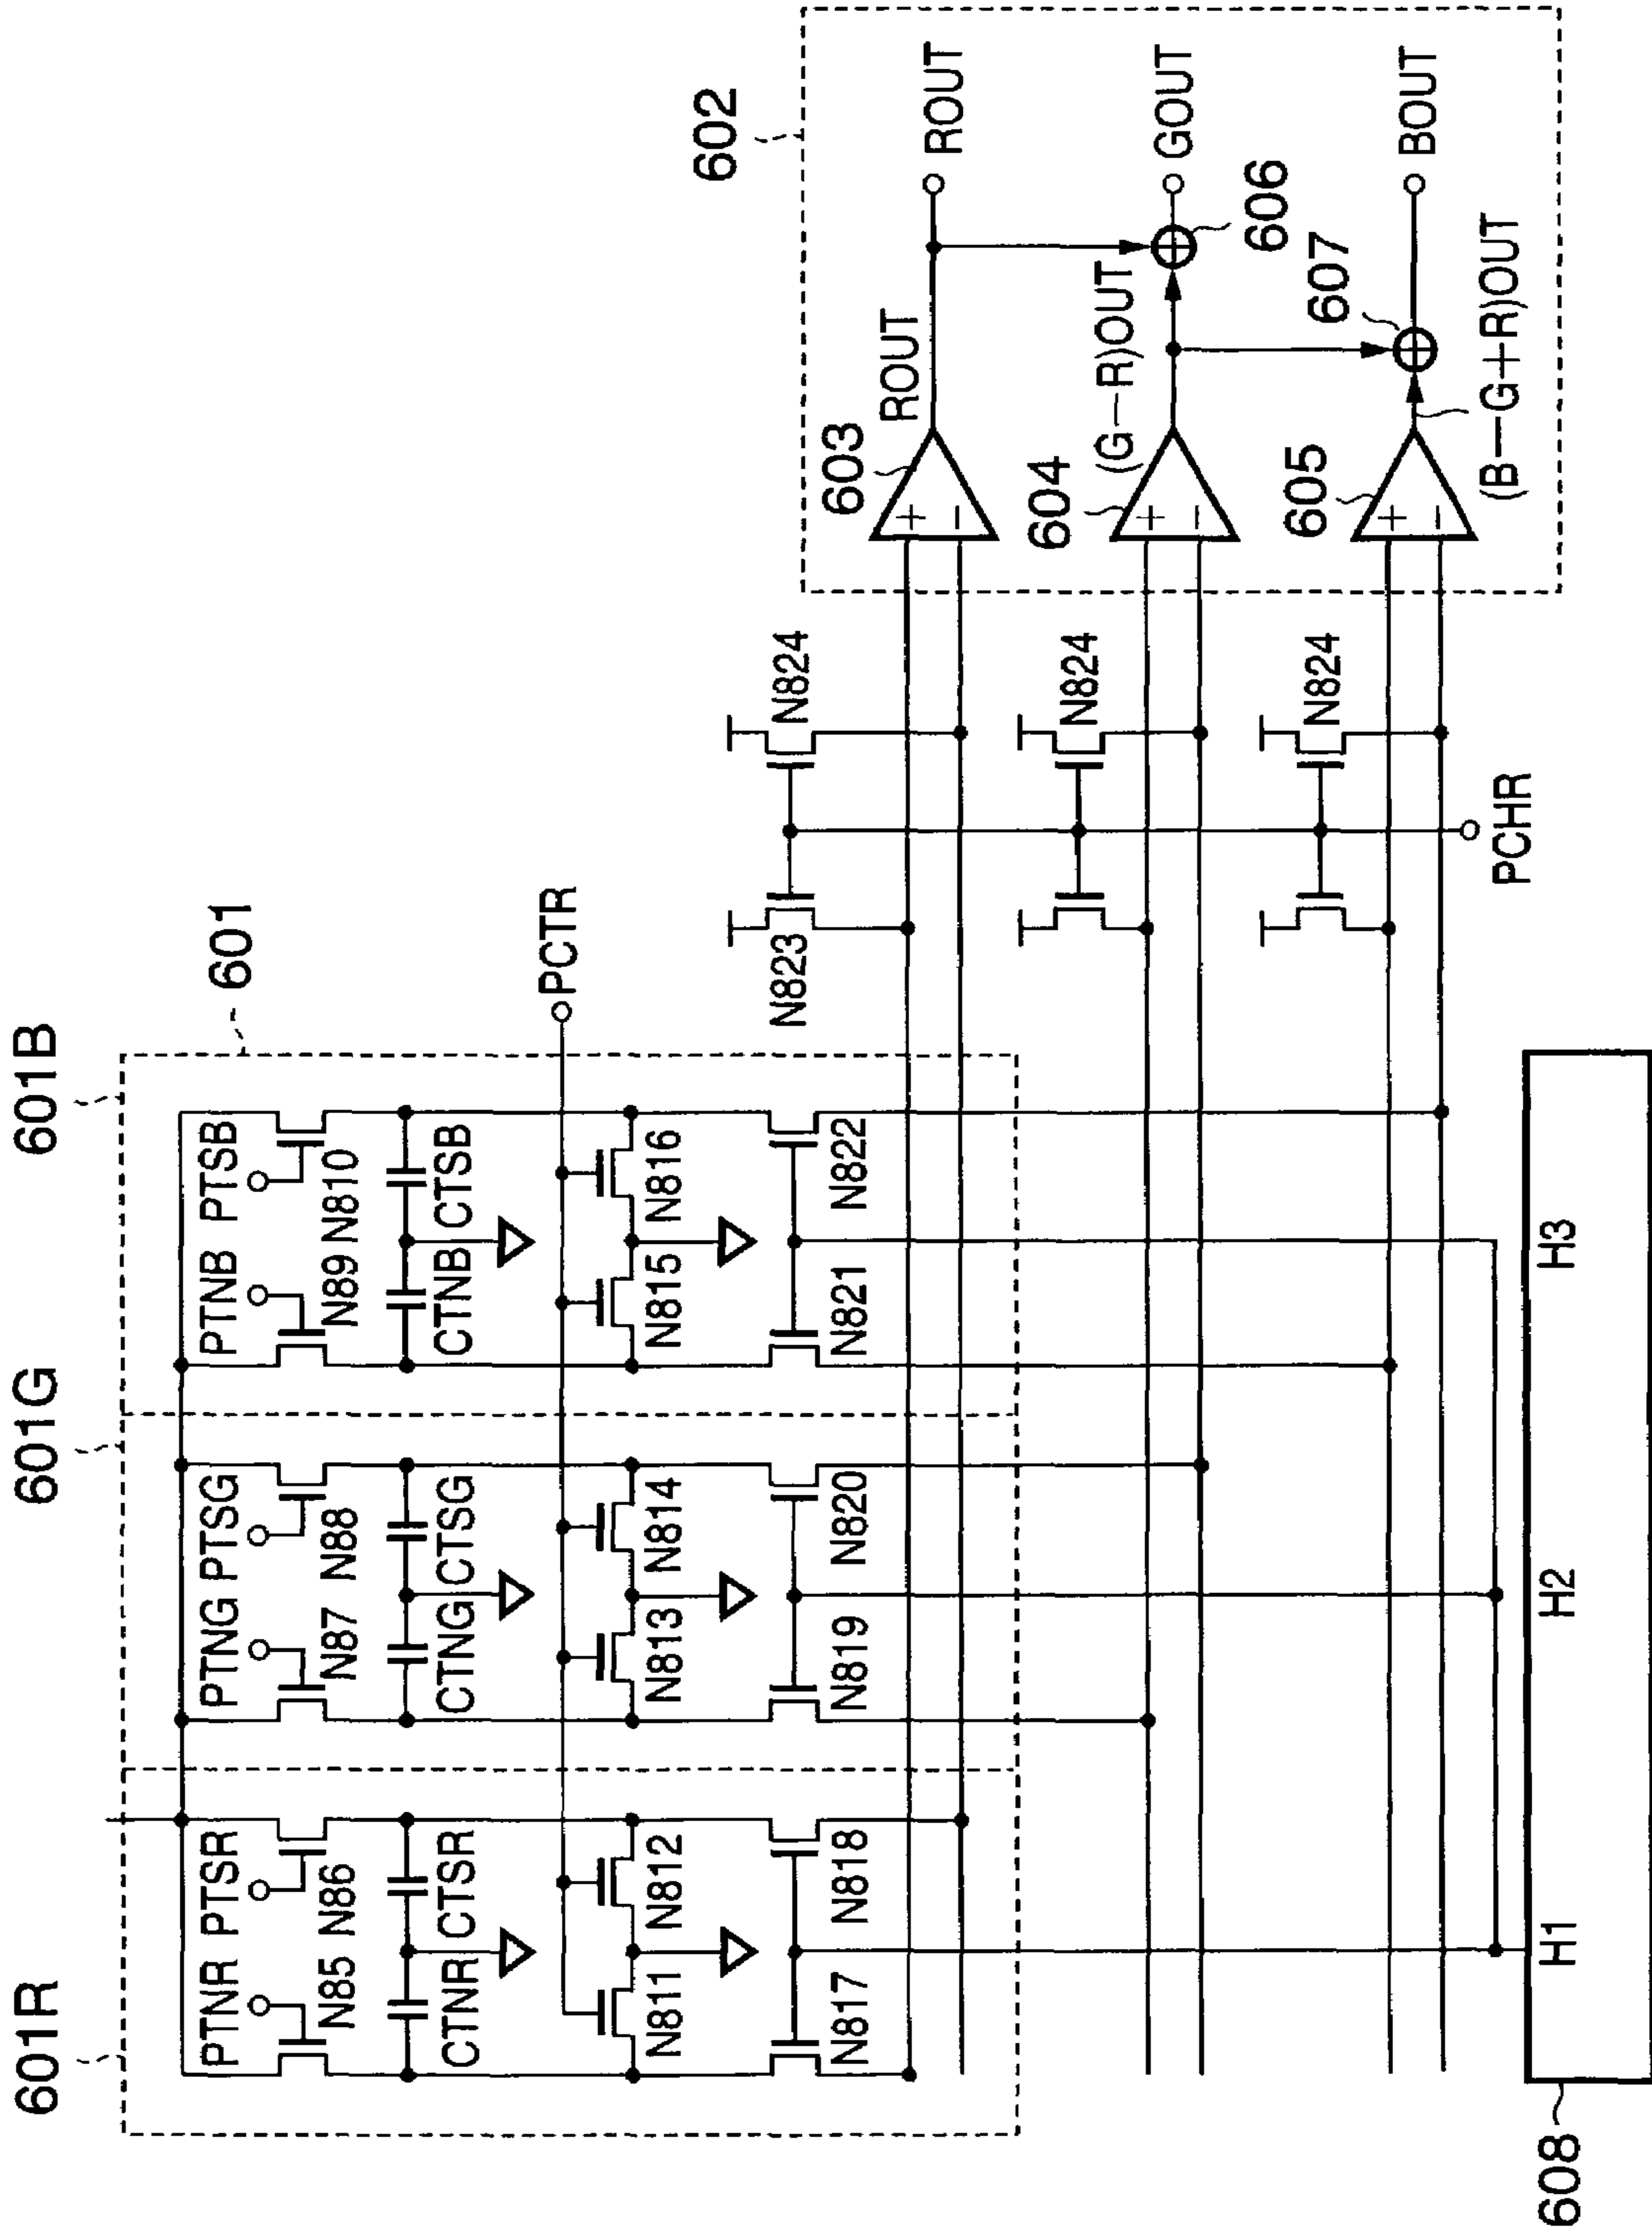 601R
601G
601B
601
PTNR
PTSR
PTNG
PTSG
PTNB
PTSB
N85
N86
N87
N88
N89
N810
CTNR
CTSR
CTNG
CTSG
CTNB
CTSB
PCTR
N811
N812
N813
N814
N815
N816
N817
N818
N819
N820
N821
N822
N823
N824
N824
N824
PCHR
602
603
ROUT
ROUT
604
(G−R)OUT
606
GOUT
605
607
(B−G+R)OUT
BOUT
+
−
+
−
+
−
H1
H2
H3
608